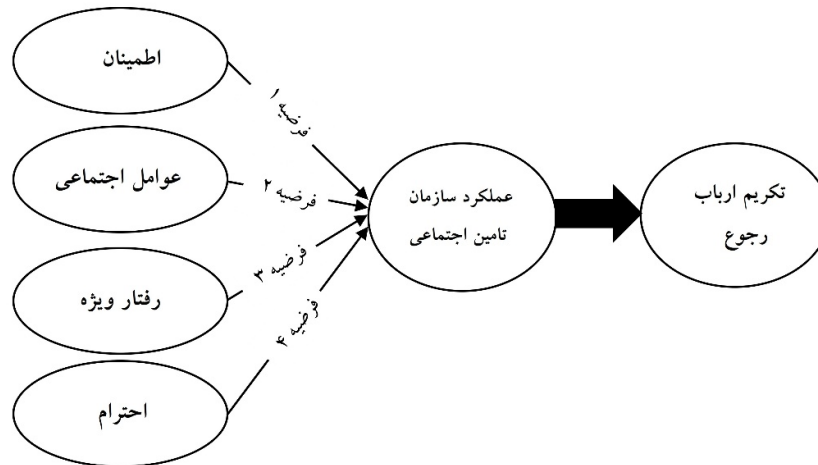 اطمینان
عوامل اجتماعی
رفتار ویژه
احترام
فرضیه ۱
فرضیه ۲
فرضیه ۳
فرضیه ۴
عملکرد سازمان
تامین اجتماعی
تکریم ارباب
رجوع